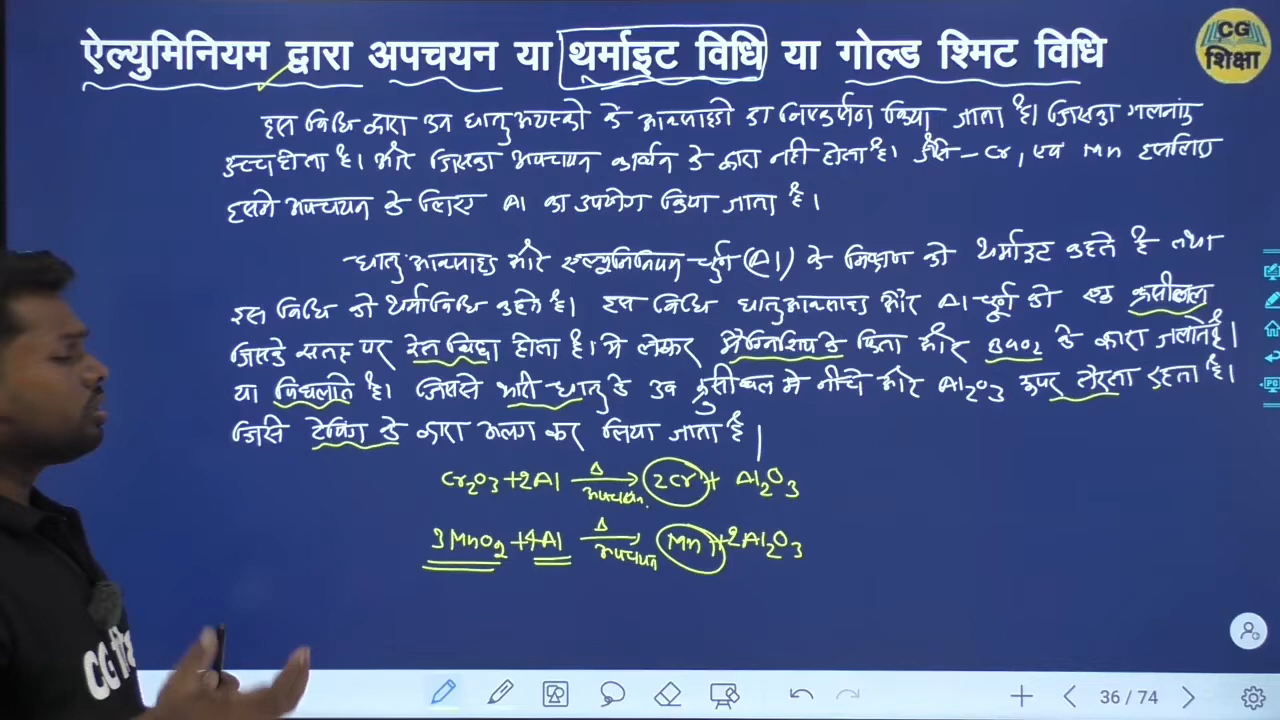 ऐल्युमिनियम द्वारा अपचयन या थर्माइट विधि या गोल्ड श्मिट विधि
CG शिक्षा
इस विधि द्वारा उन धातु अयस्को के आक्साइडो का निष्कर्षण किया जाता है। जिसका गलनांक
उच्च होता है। और जिसका अपचयन कार्बन के द्वारा नही होता है। जैसे - Cr, एवं Mn इसलिए
इसमे अपचयन के लिए Al का उपयोग किया जाता है।
धातु आक्साइड और एल्युमिनियम चूर्ण (Al) के मिश्रण को थर्माइट कहते है तथा
इस विधि को थर्माविधि कहते है। इस विधि धातु आक्साइड और Al चूर्ण को एक
जिसके सतह पर रेत होता है। मे लेकर मैग्निशियम के फिता और BaO2 के द्वारा जलाते है।
या पिघलाते है। जिससे भारी धातु के उस क्रुसीबल मे नीचे और Al2O3 ऊपर तैरता रहता है।
जिसे टेपिंग के द्वारा अलग कर लिया जाता है।
Cr2O3 + 2Al Δ अपचयन 2Cr + Al2O3
3MnO2 + 4Al Δ अपचयन Mn + 2Al2O3
CG
36 / 74